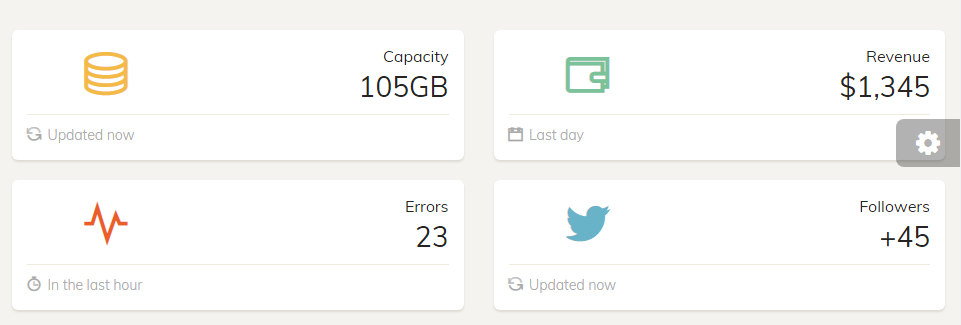 Capacity
105GB
Updated now
Revenue
$1,345
Last day
Errors
23
In the last hour
Followers
+45
Updated now